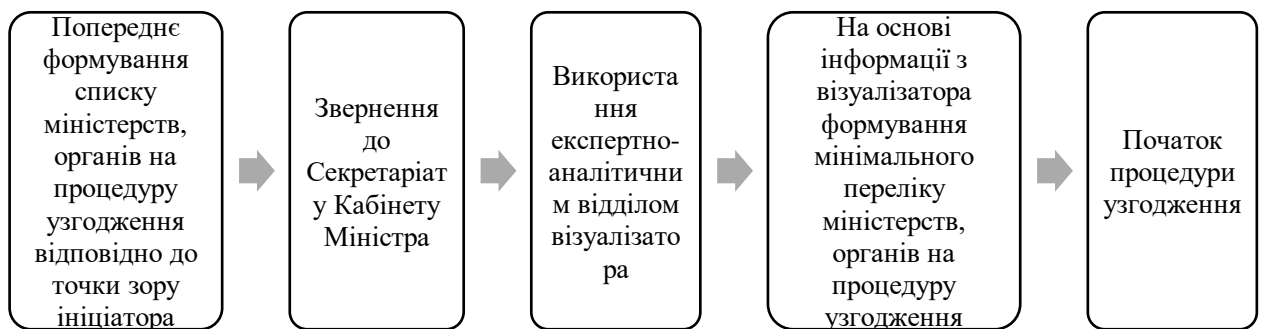 Попереднє
формування
списку
міністерств,
органів на
процедуру
узгодження
відповідно до
точки зору
ініціатора
Звернення
до
Секретаріат
у Кабінету
Міністра
Використа
ння
експертно-
аналітични
м відділом
візуалізато
ра
На основі
інформації з
візуалізатора
формування
мінімального
переліку
міністерств,
органів на
процедуру
узгодження
Початок
процедури
узгодження